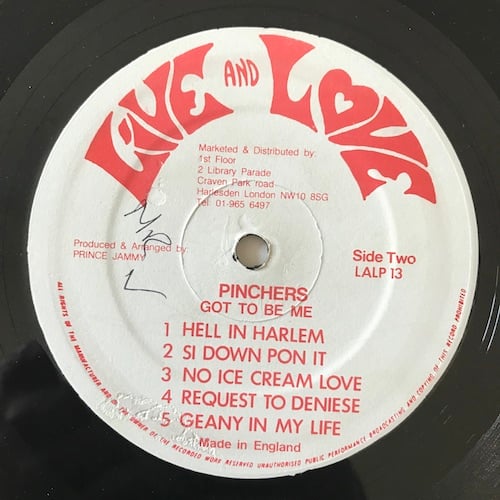 LIVE AND LOVE
Marketed & Distributed by:
1st Floor
2 Library Parade
Craven Park road
Harlesden London NW10 8SG
Tel: 01-965 6497
Produced & Arranged by:
PRINCE JAMMY
Side Two
LALP 13
PINCHERS
GOT TO BE ME
1 HELL IN HARLEM
2 SI DOWN PON IT
3 NO ICE CREAM LOVE
4 REQUEST TO DENIESE
5 GEANY IN MY LIFE
Made in England
ALL RIGHTS OF THE MANUFACTURER AND OF THE OWNER OF THE RECORDED WORK RESERVED UNAUTHORISED PUBLIC PERFORMANCE BROADCASTING AND COPYING OF THIS RECORD PROHIBITED